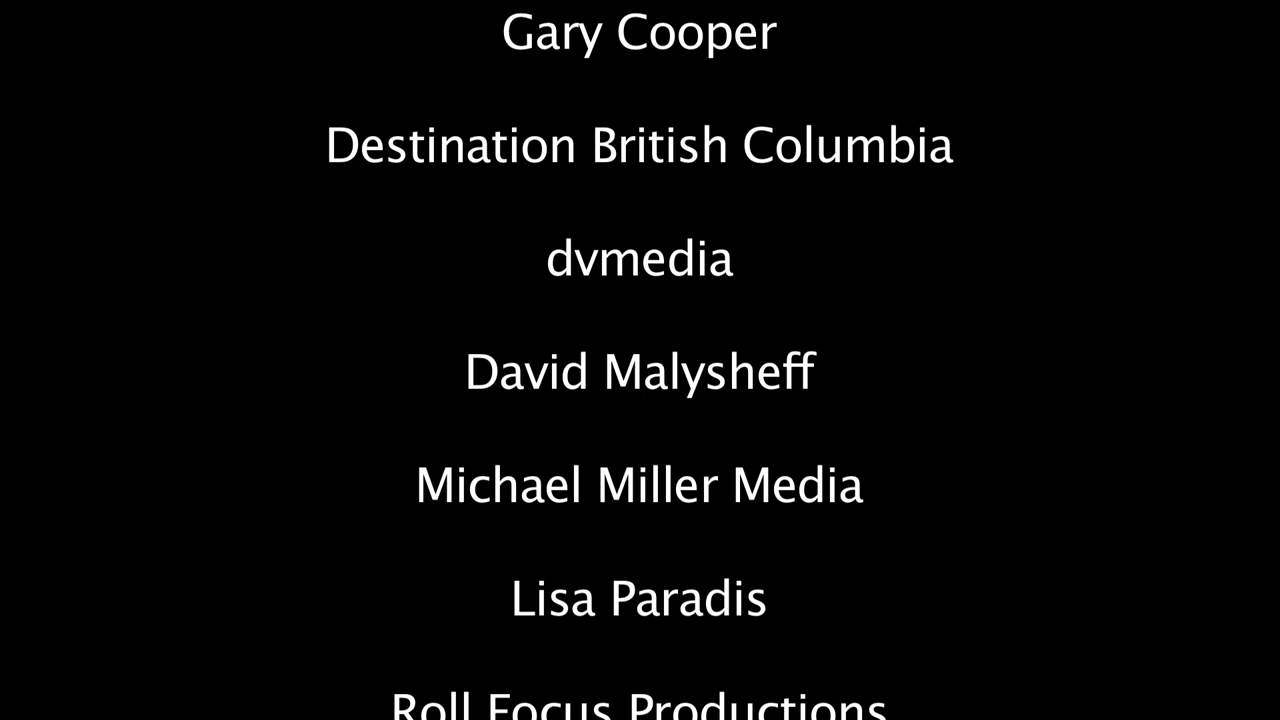 Gary Cooper
Destination British Columbia
dvmedia
David Malysheff
Michael Miller Media
Lisa Paradis
Roll Focus Productions